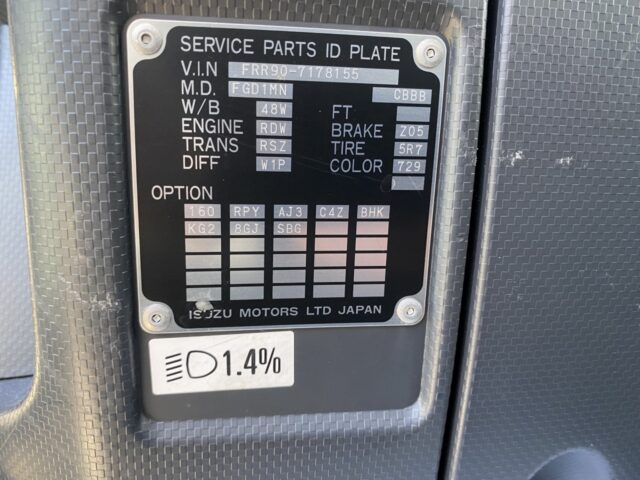 SERVICE PARTS ID PLATE
V.I.N FRR90-7178155
M.D. FGD1MN CBBB
W/B 48W FT
ENGINE RDW BRAKE Z05
TRANS RSZ TIRE 5R7
DIFF W1P COLOR 729
OPTION
160 RPY AJ3 C4Z BHK
KG2 8GJ SBG
ISUZU MOTORS LTD JAPAN
1.4%